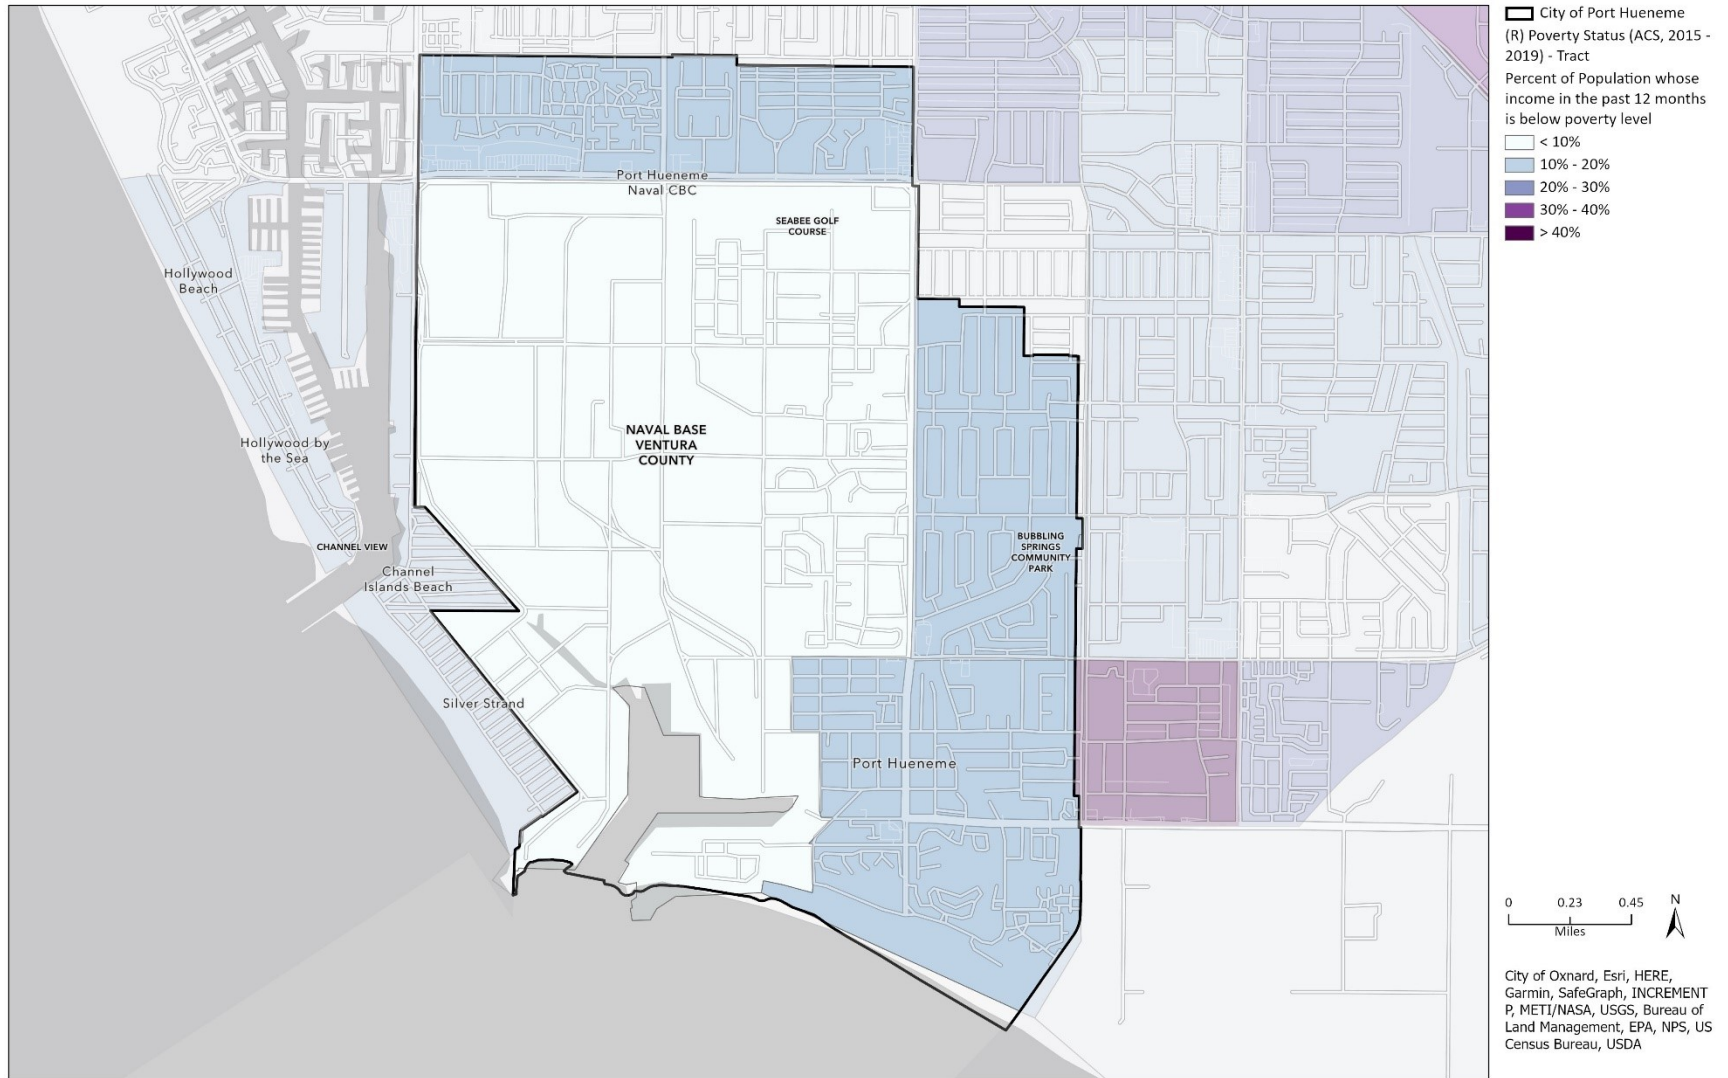 Port Hueneme
Naval CBC
SEABEE GOLF
COURSE
Hollywood
Beach
NAVAL BASE
VENTURA
COUNTY
Hollywood by
the Sea
CHANNEL VIEW
Channel
Islands Beach
BUBBLING
SPRINGS
COMMUNITY
PARK
Silver Strand
Port Hueneme
City of Port Hueneme
(R) Poverty Status (ACS, 2015 -
2019) - Tract
Percent of Population whose
income in the past 12 months
is below poverty level
< 10%
10% - 20%
20% - 30%
30% - 40%
> 40%
0 0.23 0.45
Miles
N
City of Oxnard, Esri, HERE,
Garmin, SafeGraph, INCREMENT
P, METI/NASA, USGS, Bureau of
Land Management, EPA, NPS, US
Census Bureau, USDA